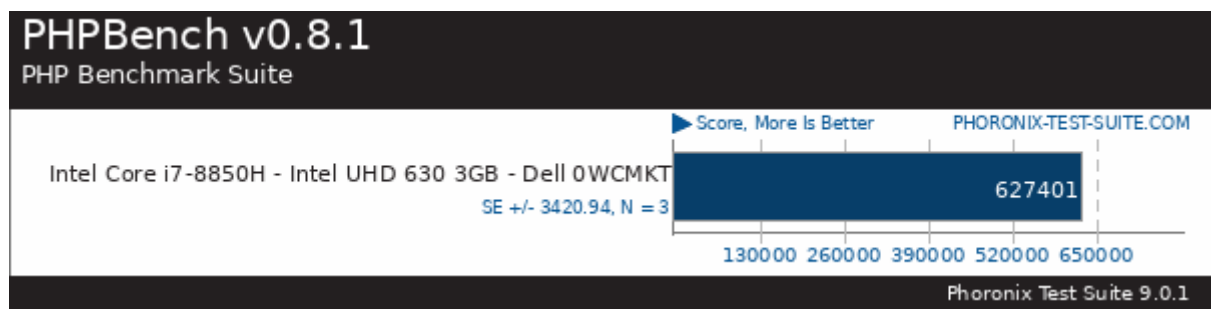 PHPBench v0.8.1
PHP Benchmark Suite
Score, More Is Better PHORONIX-TEST-SUITE.COM
Intel Core i7-8850H - Intel UHD 630 3GB - Dell 0WCMKT
627401
SE +/- 3420.94, N = 3
130000 260000 390000 520000 650000
Phoronix Test Suite 9.0.1